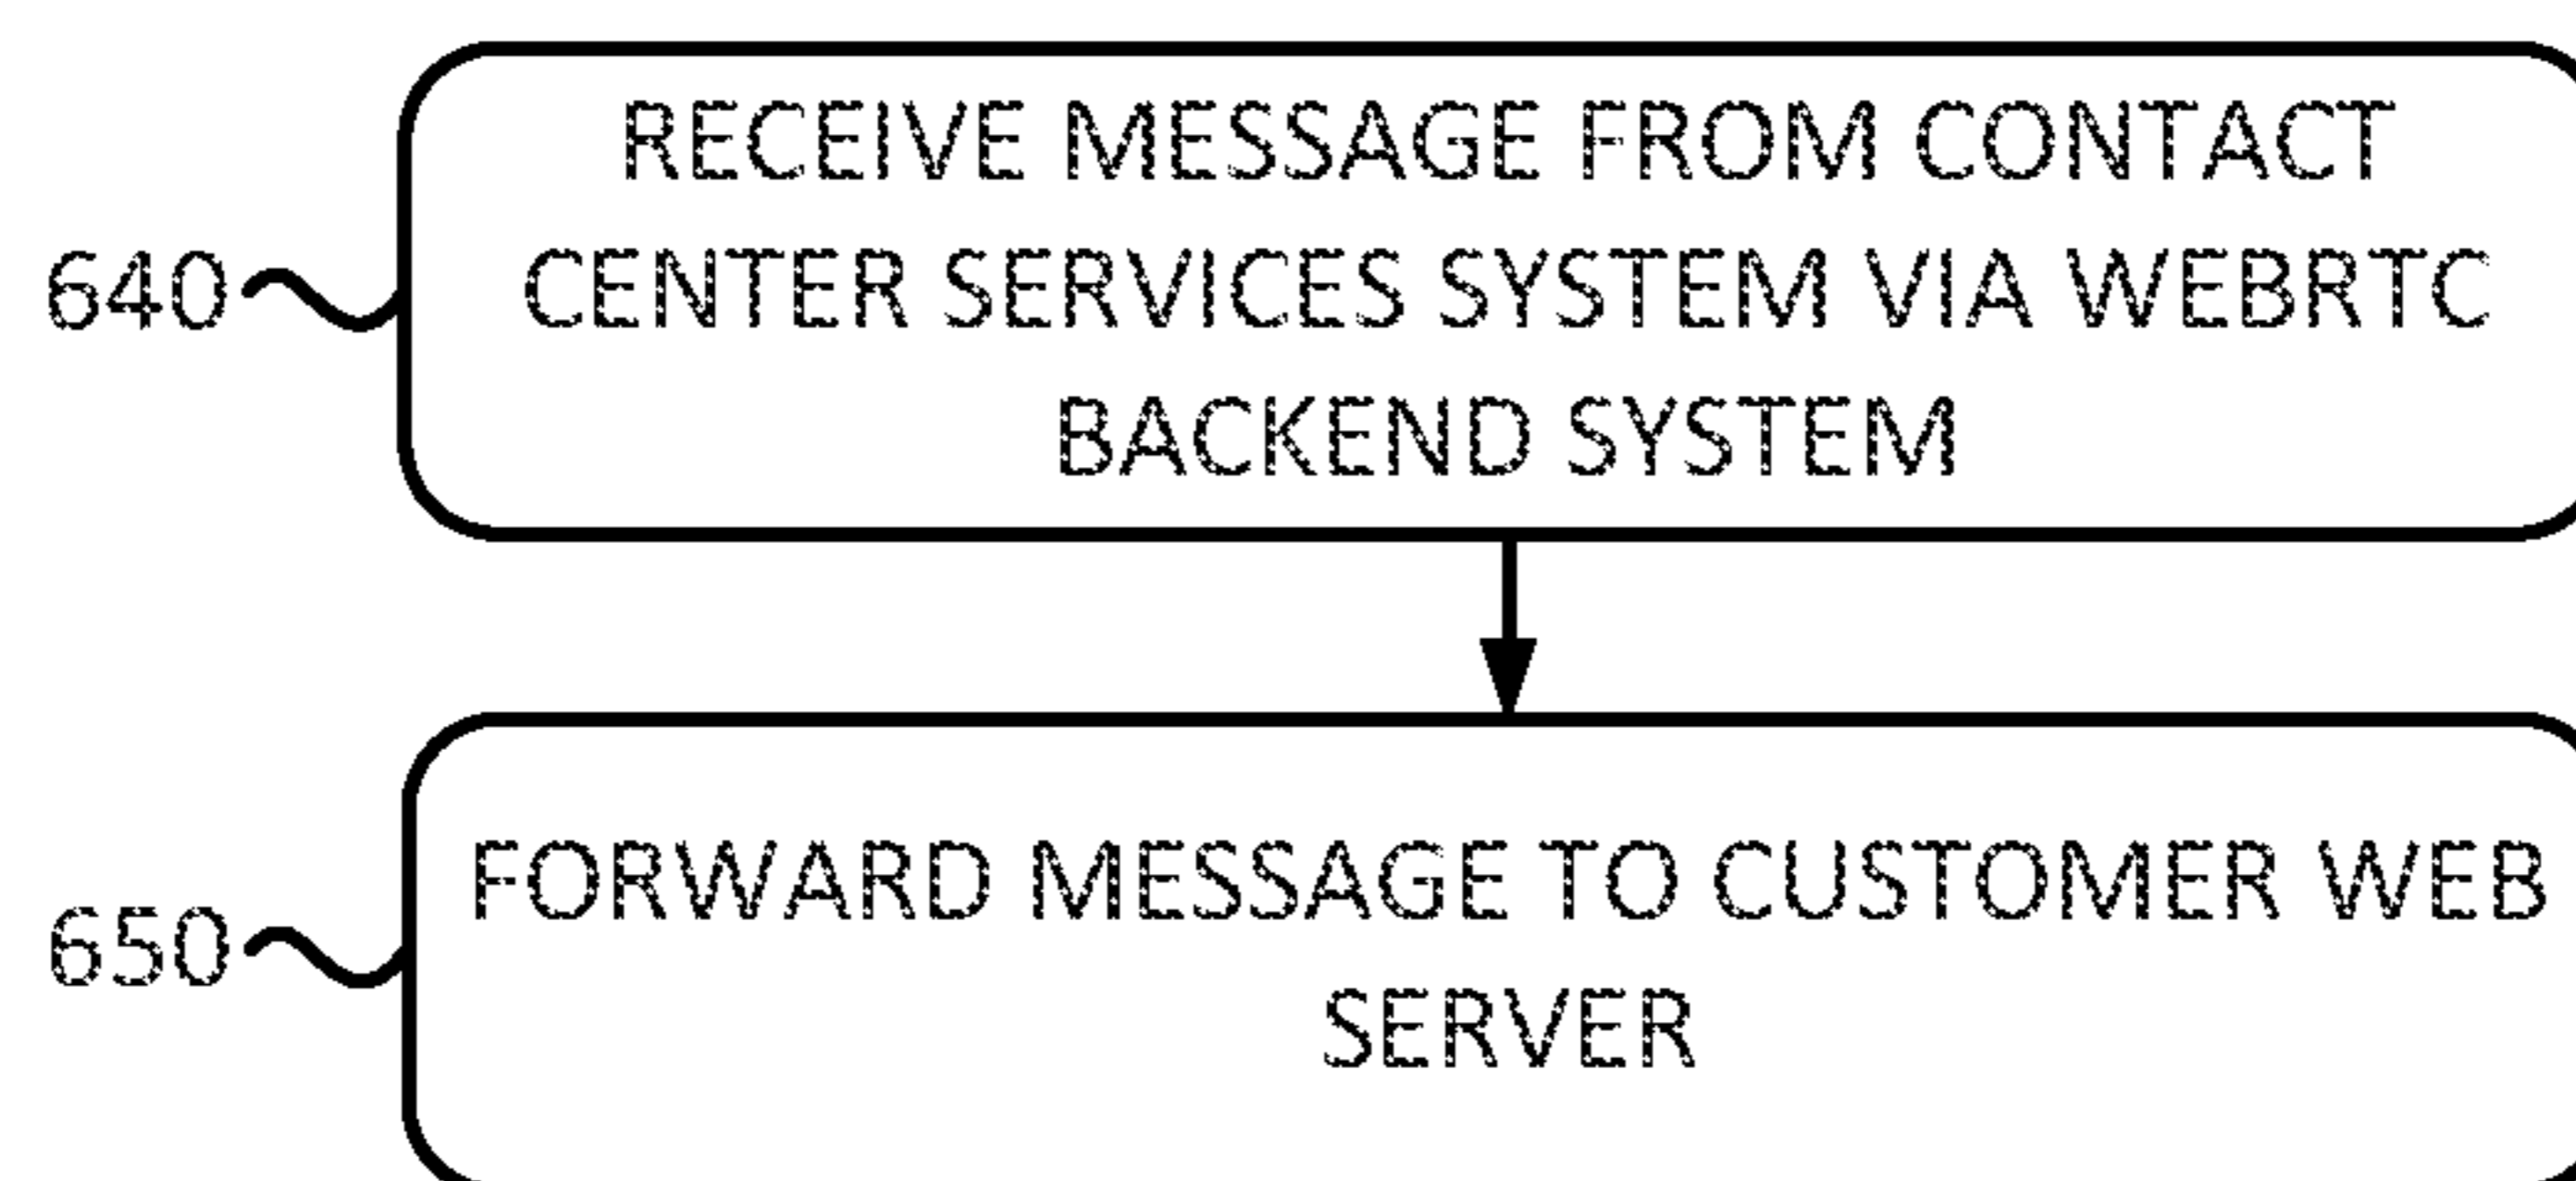 RECEIVE MESSAGE FROM CONTACT
640 CENTER SERVICES SYSTEM VIA WEBRTC
BACKEND SYSTEM
FORWARD MESSAGE TO CUSTOMER WEB
650
SERVER